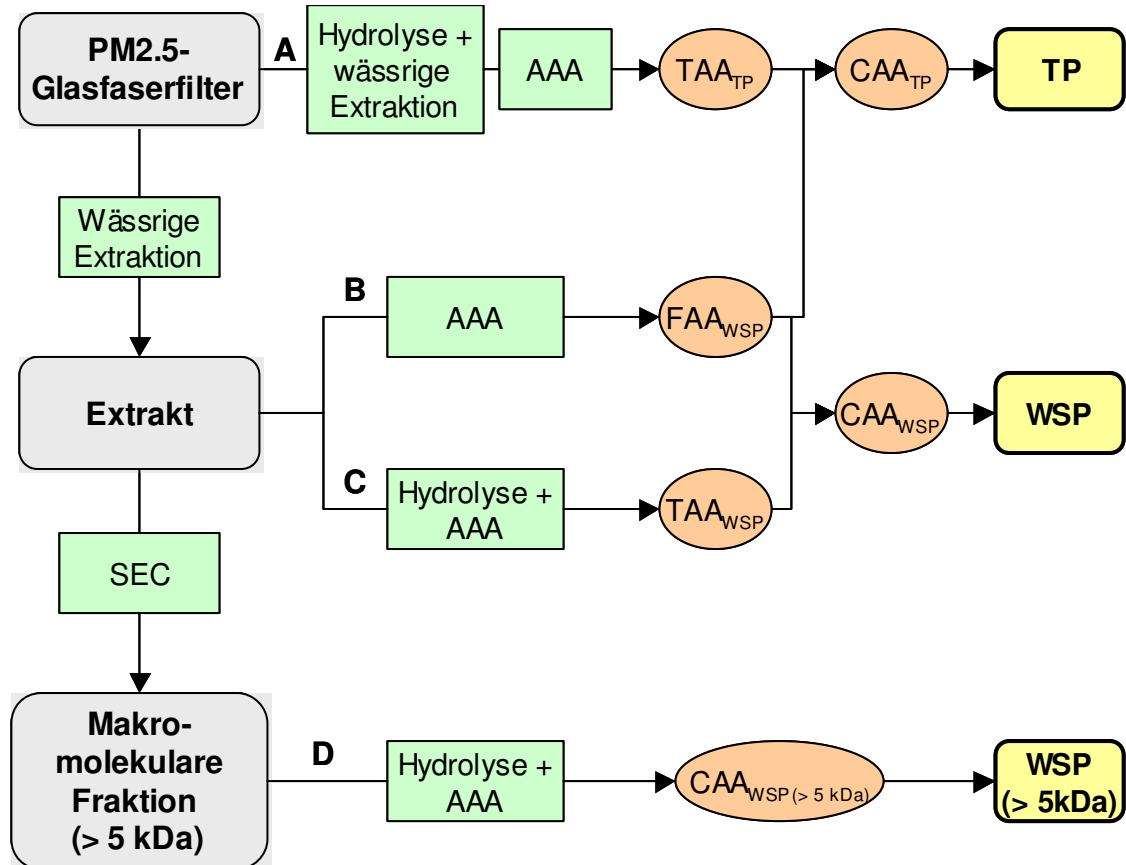 PM2.5-
Glasfaserfilter
A
Hydrolyse +
wässrige
Extraktion
AAA
TAA TP
CAA TP
TP
Wässrige
Extraktion
B
AAA
FAA WSP
Extrakt
CAA WSP
WSP
C
Hydrolyse +
AAA
TAA WSP
SEC
Makro-
molekulare
Fraktion
(> 5 kDa)
D
Hydrolyse +
AAA
CAA WSP (> 5 kDa)
WSP
(> 5kDa)